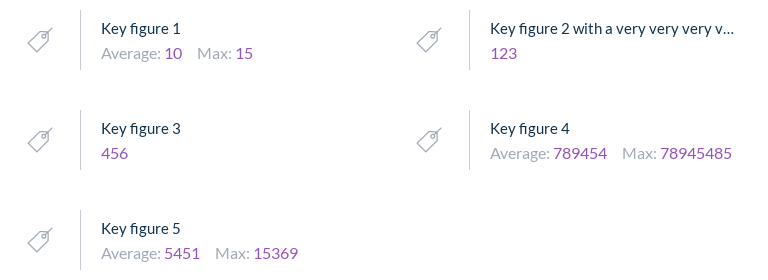 Key figure 1
Average: 10 Max: 15
Key figure 2 with a very very very v...
123
Key figure 3
456
Key figure 4
Average: 789454 Max: 78945485
Key figure 5
Average: 5451 Max: 15369